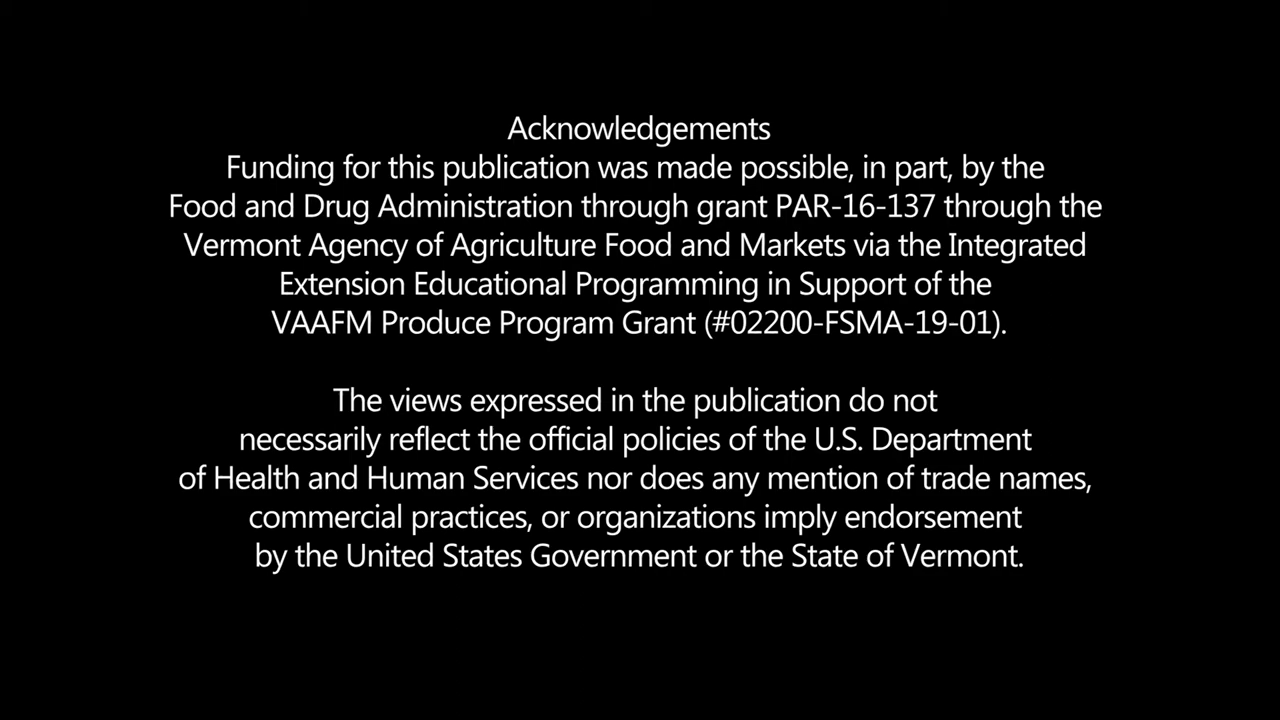 Acknowledgements
Funding for this publication was made possible, in part, by the
Food and Drug Administration through grant PAR-16-137 through the
Vermont Agency of Agriculture Food and Markets via the Integrated
Extension Educational Programming in Support of the
VAAFM Produce Program Grant (#02200-FSMA-19-01).
The views expressed in the publication do not
necessarily reflect the official policies of the U.S. Department
of Health and Human Services nor does any mention of trade names,
commercial practices, or organizations imply endorsement
by the United States Government or the State of Vermont.